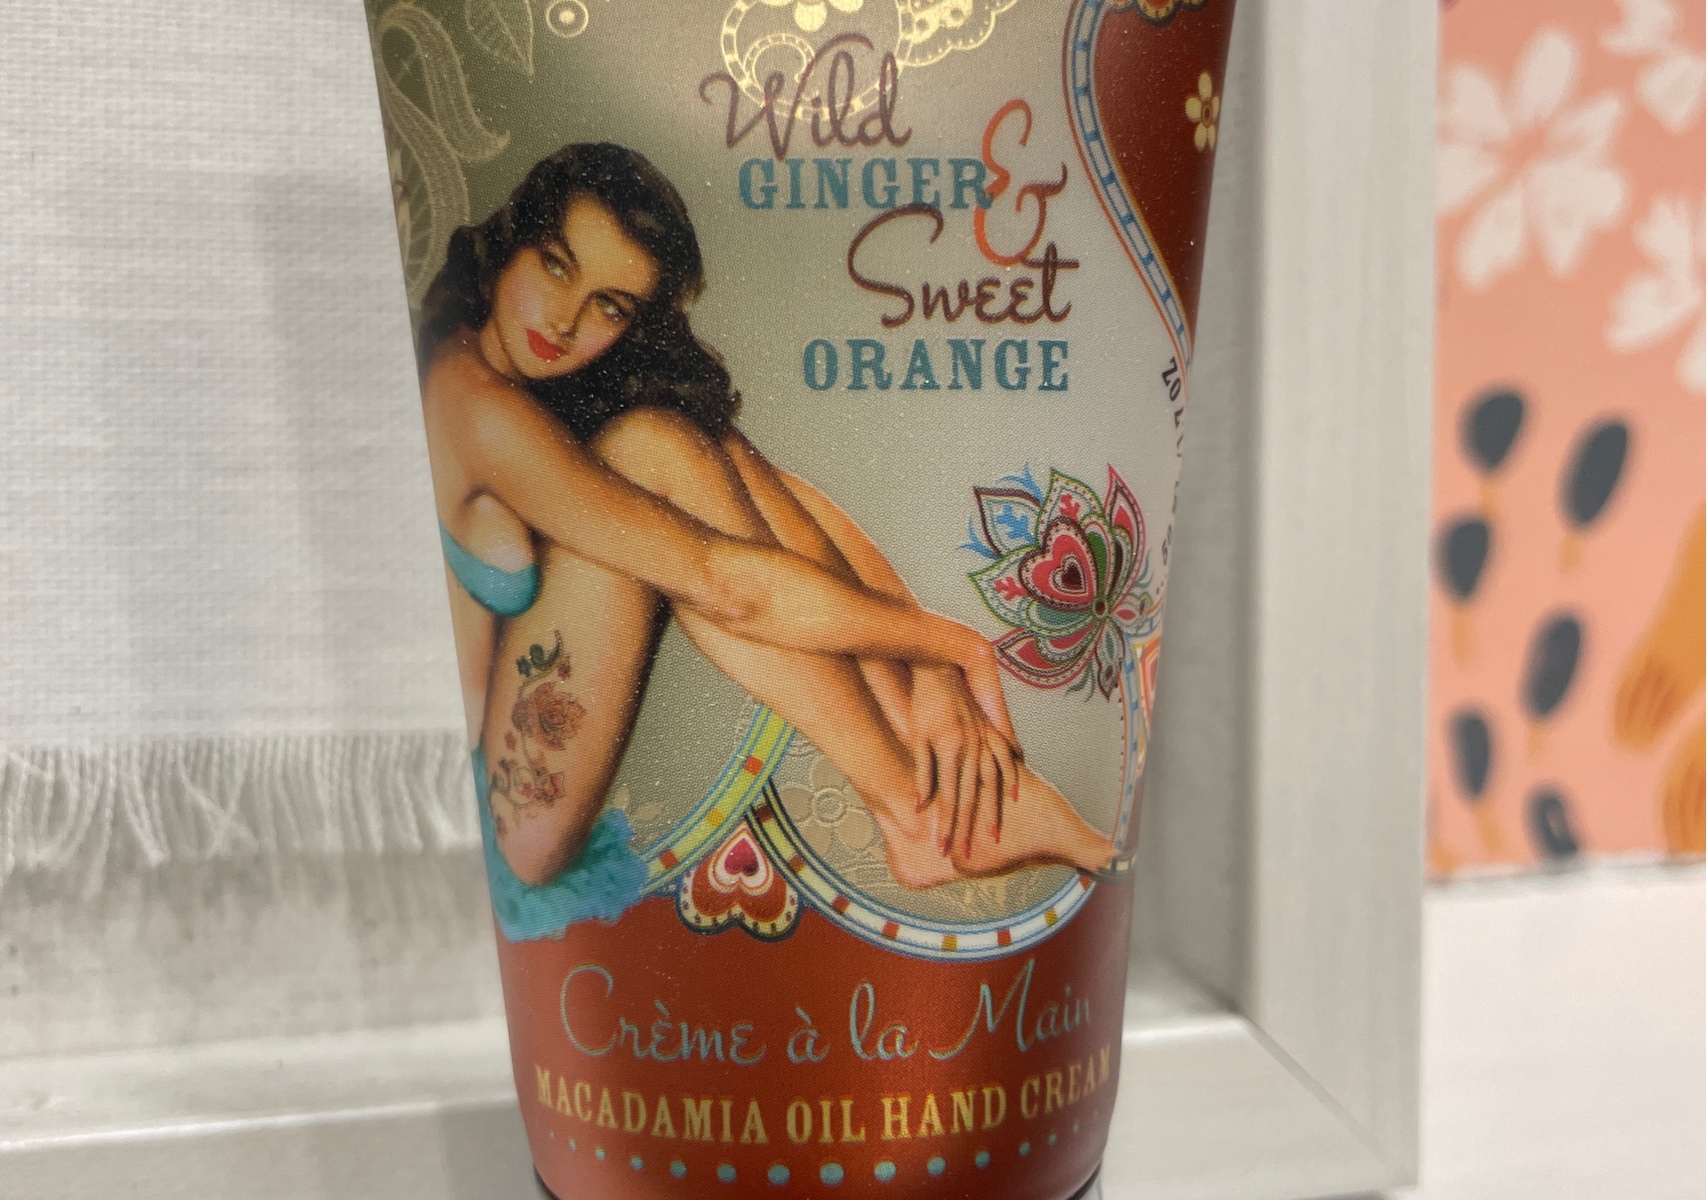 Wild
GINGER &
Sweet
ORANGE
Crème à la Main
MACADAMIA OIL HAND CREAM